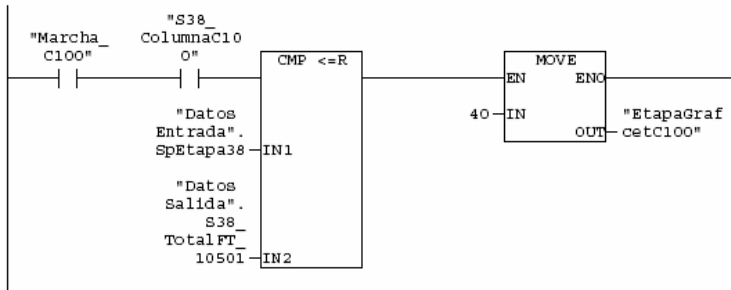 "Marcha_
C100"
"S38_
ColumnaC10
0"
CMP <=R
"Datos
Entrada".
SpEtapa38
IN1
"Datos
Salida".
S38_
TotalFT_
10501
IN2
MOVE
EN
ENO
40
IN
OUT
"EtapaGraf
cetC100"